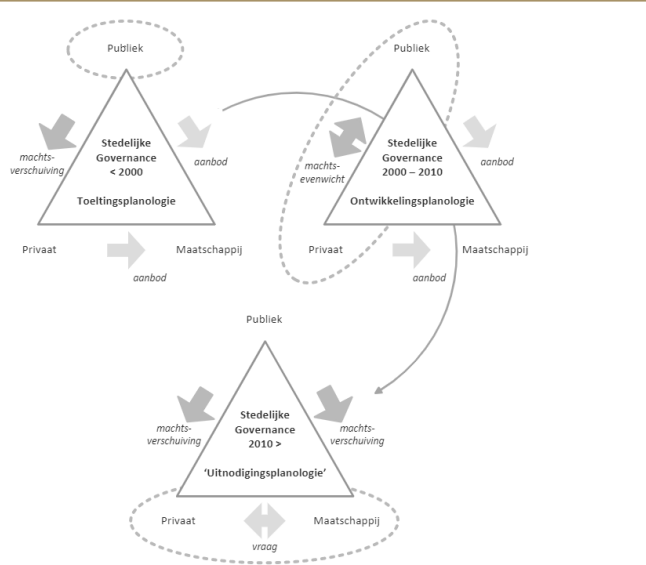 Publiek
Stedelijke
Governance
< 2000
Toeltingsplanologie
machts-
verschuiving
aanbod
Privaat
Maatschappij
aanbod
Publiek
Stedelijke
Governance
2000 – 2010
Ontwikkelingsplanologie
machts-
evenwicht
aanbod
Privaat
Maatschappij
aanbod
Publiek
Stedelijke
Governance
2010 >
‘Uitnodigingsplanologie’
machts-
verschuiving
machts-
verschuiving
Privaat
Maatschappij
vraag